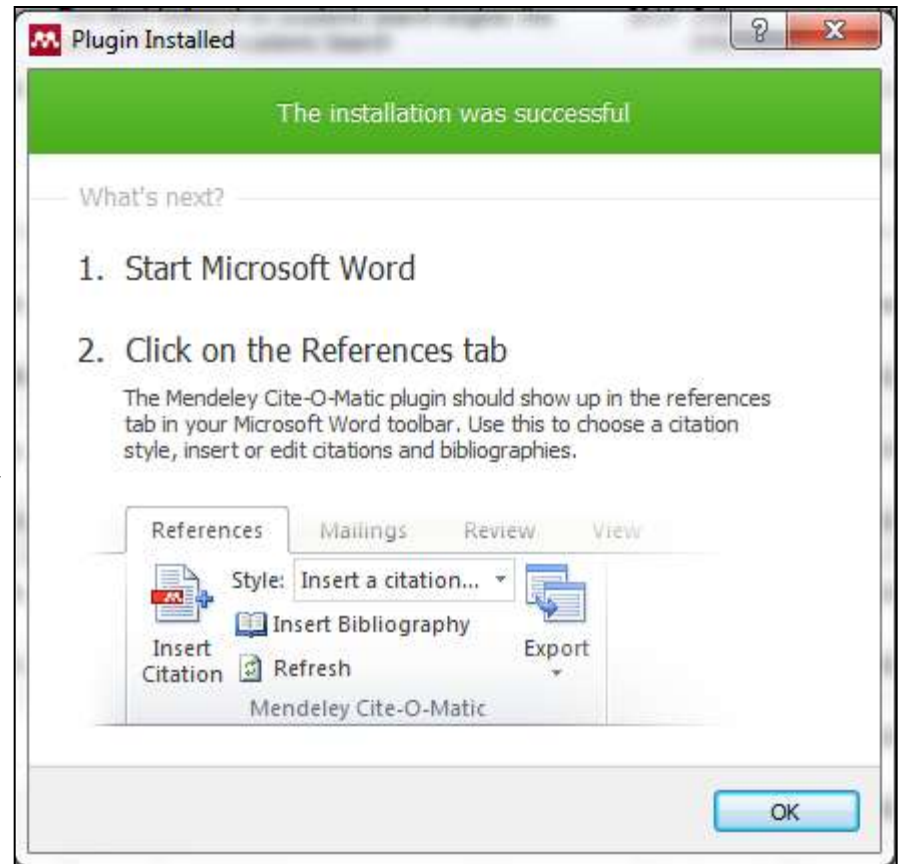 Plugin Installed
The installation was successful
What's next?
1. Start Microsoft Word
2. Click on the References tab
The Mendeley Cite-O-Matic plugin should show up in the references
tab in your Microsoft Word toolbar. Use this to choose a citation
style, insert or edit citations and bibliographies.
References Mailings Review View
Style: Insert a citation...
Insert Bibliography
Insert Citation
Refresh
Export
Mendeley Cite-O-Matic
OK